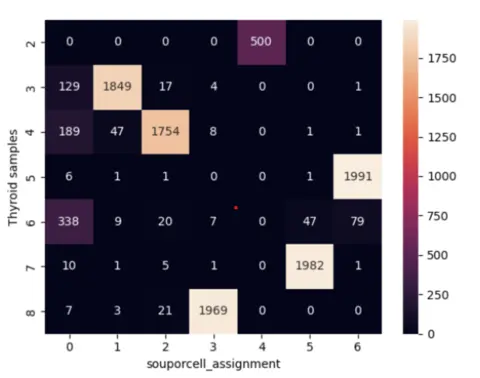 2 0 0 0 0 500 0 0
3 129 1849 17 4 0 0 1
4 189 47 1754 8 0 1 1
5 6 1 1 0 0 1 1991
6 338 9 20 7 0 47 79
7 10 1 5 1 0 1982 1
8 7 3 21 1969 0 0 0
0 1 2 3 4 5 6
souporcell_assignment
Thyroid samples
1750
1500
1250
1000
750
500
250
0